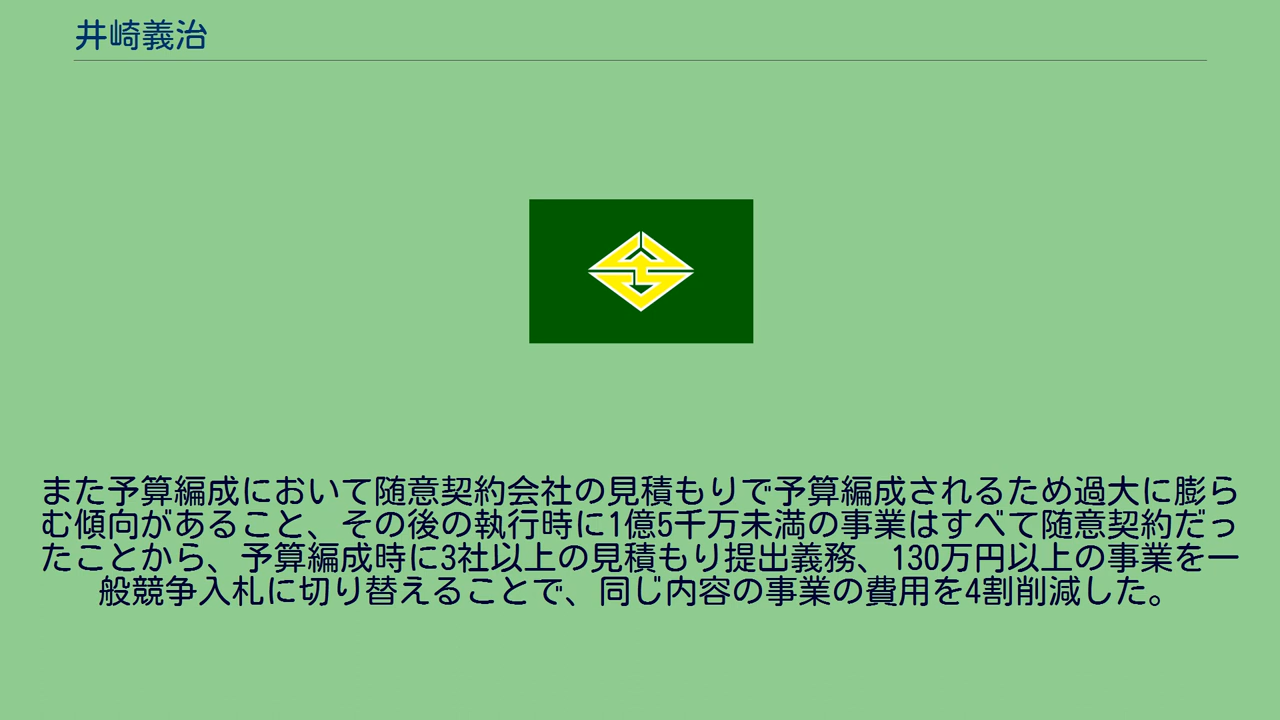 井崎義治
また予算編成において随意契約会社の見積もりで予算編成されるため過大に膨ら
む傾向があること、その後の執行時に1億5千万未満の事業はすべて随意契約だっ
たことから、予算編成時に3社以上の見積もり提出義務、130万円以上の事業を一
般競争入札に切り替えることで、同じ内容の事業の費用を4割削減した。